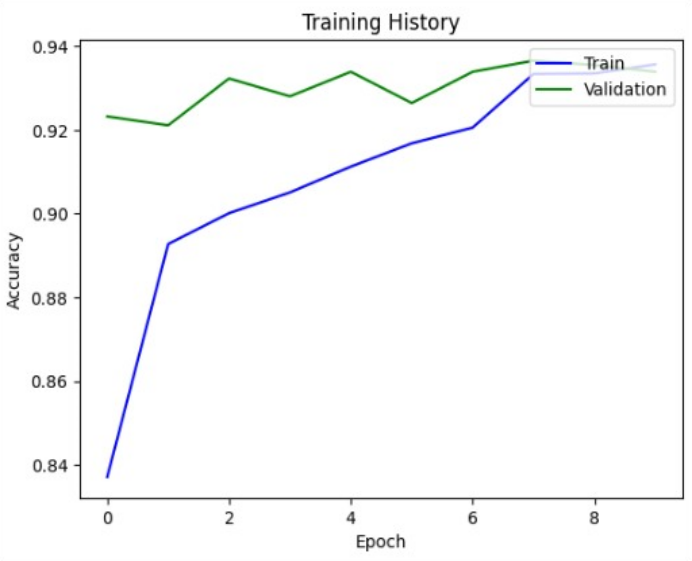 Training History
Train
Validation
Accuracy
0.94
0.92
0.90
0.88
0.86
0.84
0 2 4 6 8
Epoch